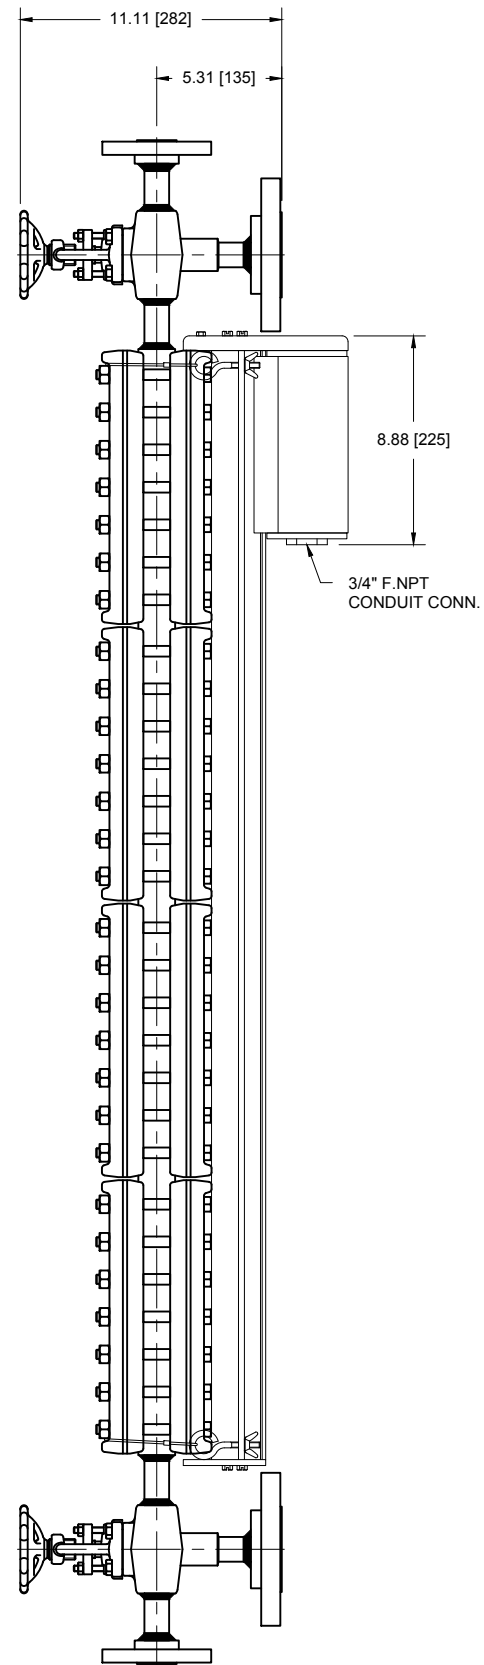 11.11 [282]
5.31 [135]
8.88 [225]
3/4" F.NPT
CONDUIT CONN.